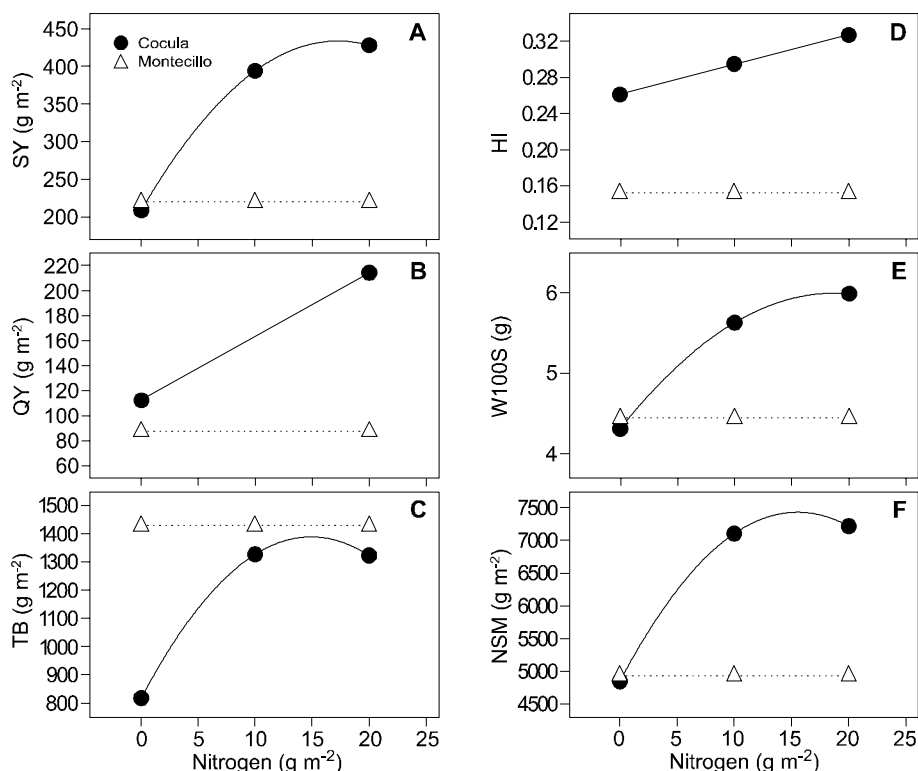 A
Cocula
Montecillo
SY (g m-2)
450
400
350
300
250
200
B
QY (g m-2)
220
200
180
160
140
120
100
80
60
C
TB (g m-2)
1500
1400
1300
1200
1100
1000
900
800
0 5 10 15 20 25
Nitrogen (g m-2)
D
HI
0.32
0.28
0.24
0.20
0.16
0.12
E
W100S (g)
6
5
4
F
NSM (g m-2)
7500
7000
6500
6000
5500
5000
4500
0 5 10 15 20 25
Nitrogen (g m-2)